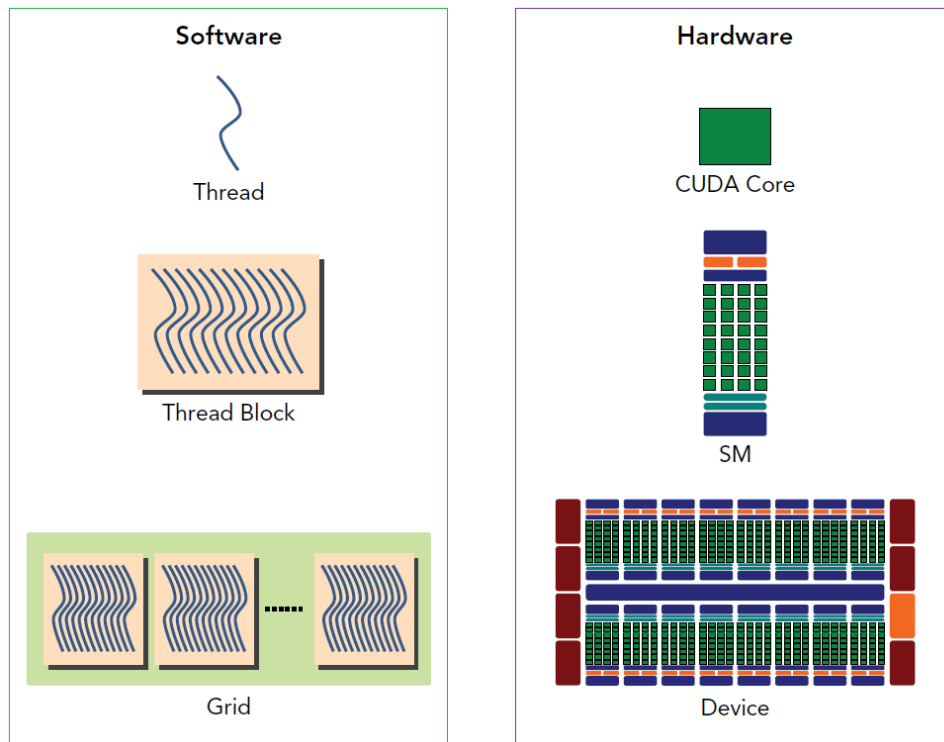 Software
Thread
Thread Block
Grid
Hardware
CUDA Core
SM
Device